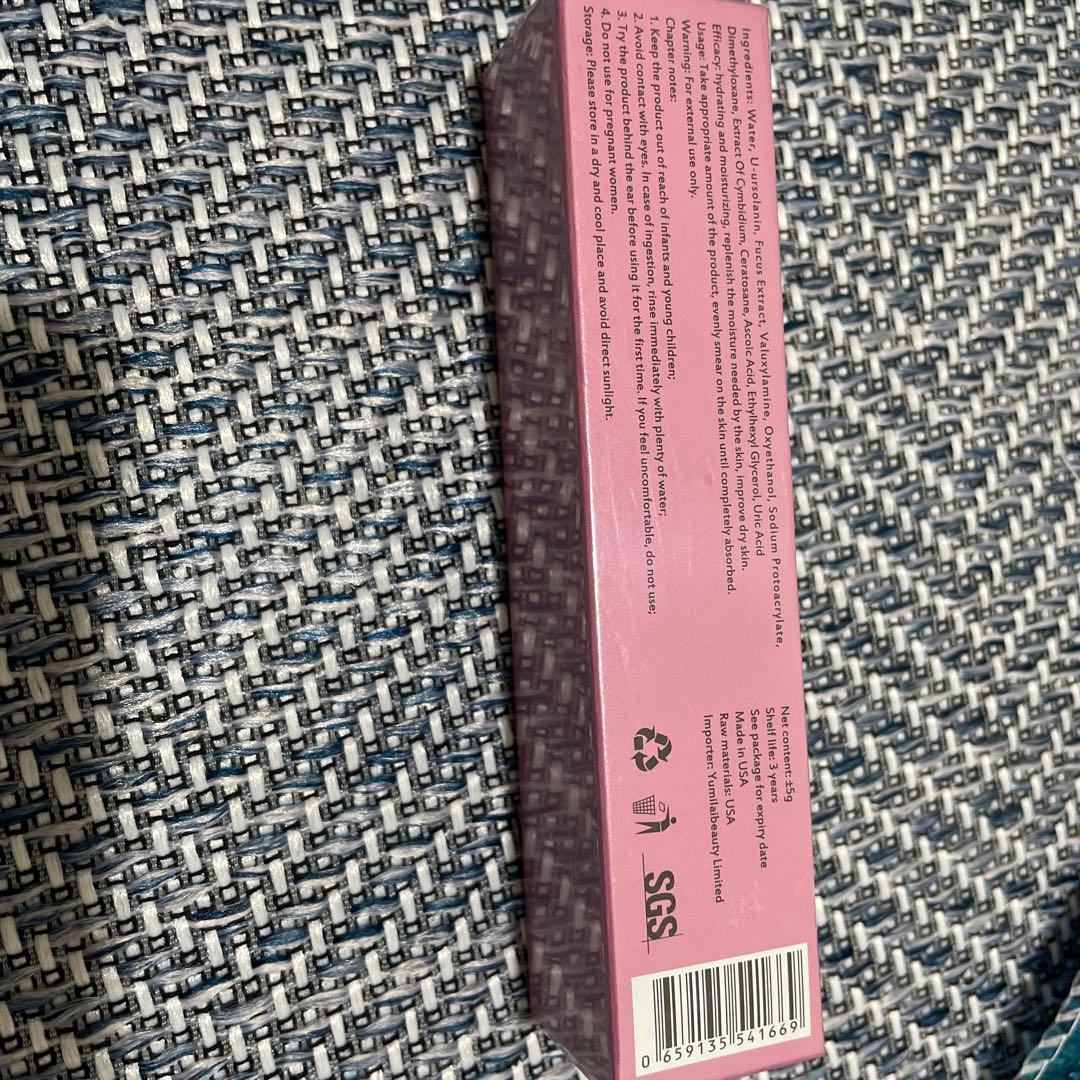 Ingredients: Water, U-ursolanin, Fucus Extract, Valuxylamine, Oxyethanol, Sodium Protoacrylate,
Dimethyloxane, Extract Of Cymbidium, Ceratosane, Ascolic Acid, Ethylhexyl Glycerol, Uric Acid
Efficacy: hydrating and moisturizing, replenish the moisture needed by the skin, improve dry skin.
Usage: Take appropriate amount of the product, evenly smear on the skin until completely absorbed.
Warning: For external use only.
Chapter notes:
1. Keep the product out of reach of infants and young children;
2. Avoid contact with eyes. In case of ingestion, rinse immediately with plenty of water;
3. Try the product behind the ear before using it for the first time. If you feel uncomfortable, do not use;
4. Do not use for pregnant women.
Storage: Please store in a dry and cool place and avoid direct sunlight.
Net content: ±5g
Shelf life: 3 years
See package for expiry date
Made in USA
Raw materials: USA
Importer: Yumilaibeauty Limited
SGS
0 659135 541669